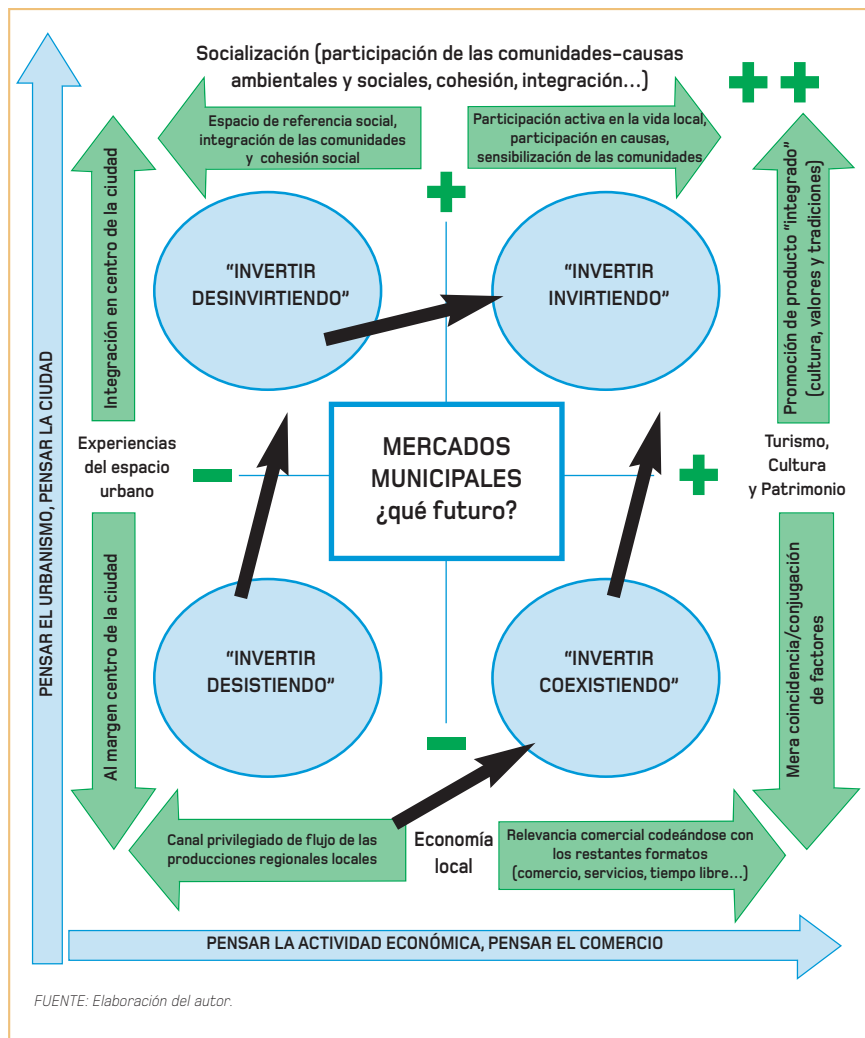 Socialización (participación de las comunidades-causas
ambientales y sociales, cohesión, integración...)
Espacio de referencia social,
integración de las comunidades
y cohesión social
Participación activa en la vida local,
participación en causas,
sensibilización de las comunidades
PENSAR EL URBANISMO, PENSAR LA CIUDAD
Integración en centro de la ciudad
"INVERTIR
DESINVIRTIENDO"
"INVERTIR
INVIRTIENDO"
Promoción de producto "integrado"
(cultura, valores y tradiciones)
Experiencias
del espacio
urbano
MERCADOS
MUNICIPALES
¿qué futuro?
Turismo,
Cultura
y Patrimonio
Al margen centro de la ciudad
"INVERTIR
DESISTIENDO"
"INVERTIR
COEXISTIENDO"
Mera coincidencia/conjugación
de factores
Canal privilegiado de flujo de las
producciones regionales locales
Economía
local
Relevancia comercial codeándose con
los restantes formatos
(comercio, servicios, tiempo libre...)
PENSAR LA ACTIVIDAD ECONÓMICA, PENSAR EL COMERCIO
FUENTE: Elaboración del autor.